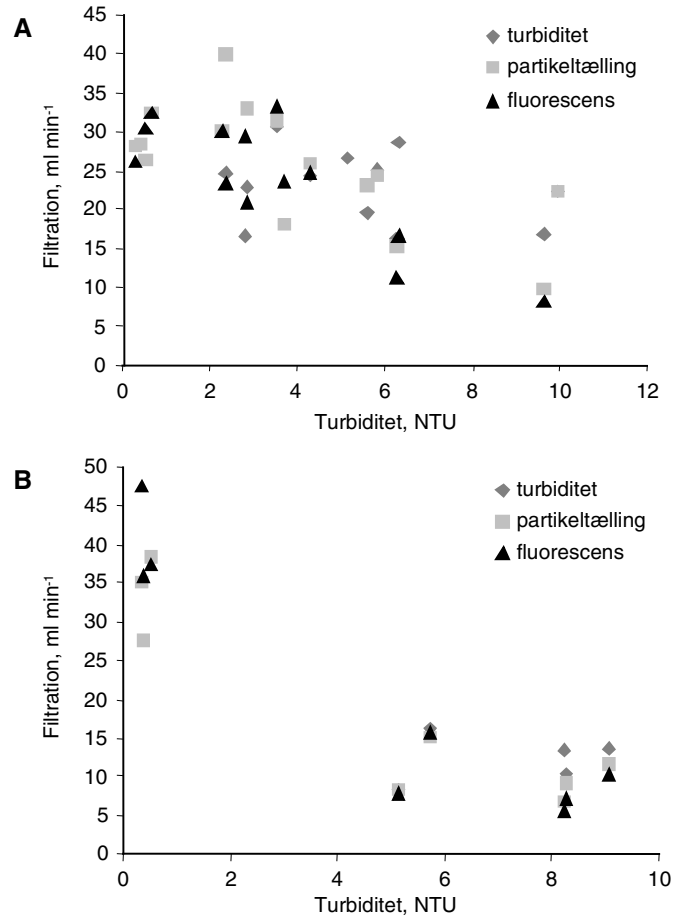 A
45
40
35
30
25
20
15
10
5
0
Filtration, ml min⁻¹
turbiditet
partikeltælling
fluorescens
0 2 4 6 8 10 12
Turbiditet, NTU
B
50
45
40
35
30
25
20
15
10
5
0
Filtration, ml min⁻¹
turbiditet
partikeltælling
fluorescens
0 2 4 6 8 10
Turbiditet, NTU